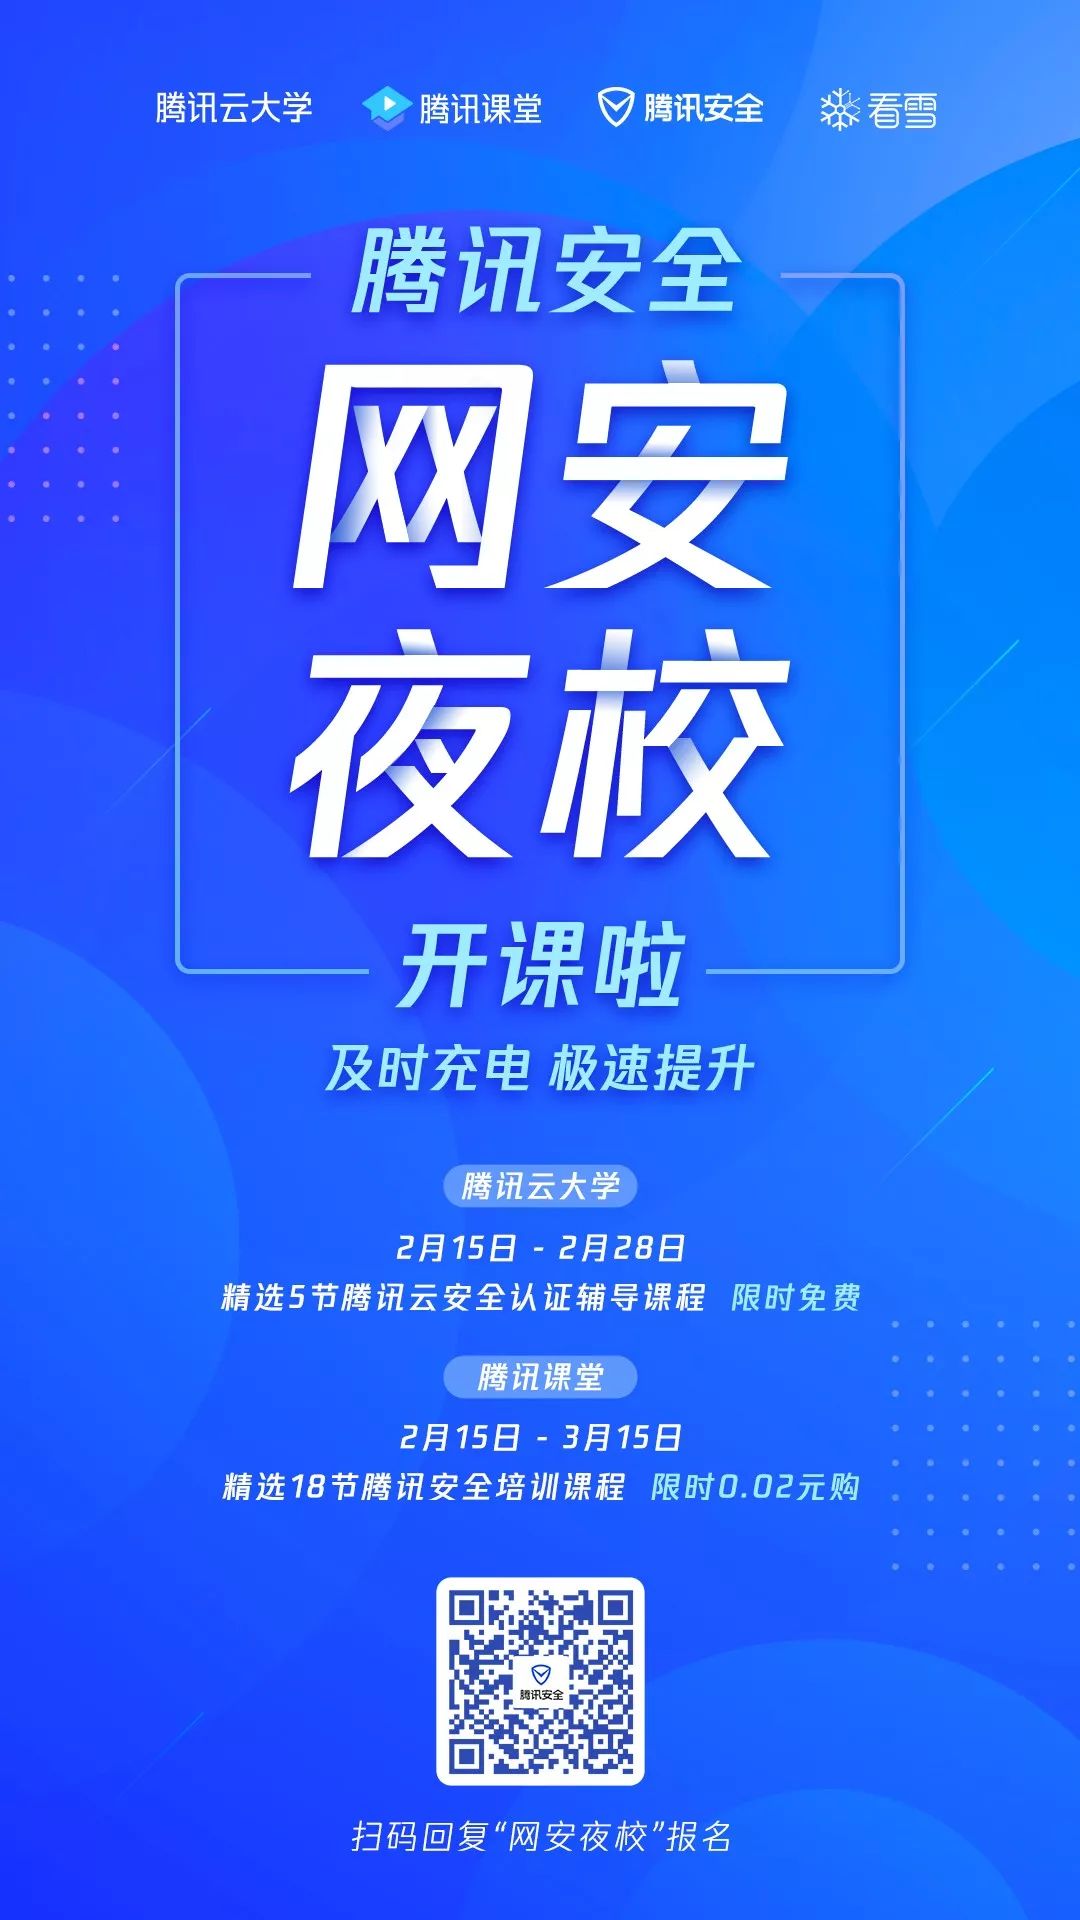 腾讯云大学 腾讯课堂 腾讯安全 看雪
腾讯安全
网安
夜校
开课啦
及时充电 极速提升
腾讯云大学
2月15日 - 2月28日
精选5节腾讯云安全认证辅导课程 限时免费
腾讯课堂
2月15日 - 3月15日
精选18节腾讯安全培训课程 限时0.02元购
腾讯安全
扫码回复“网安夜校”报名